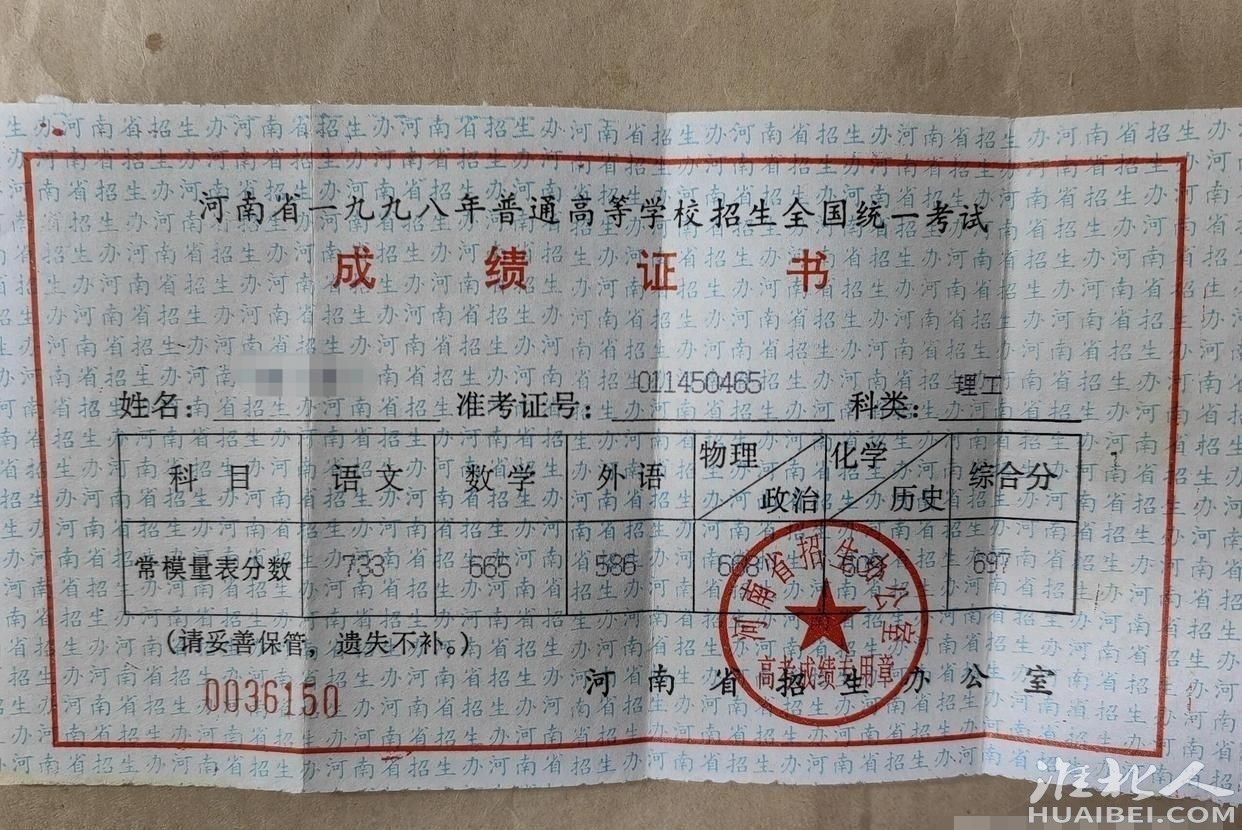 河南省一九九八年普通高等学校招生全国统一考试
成绩证书
姓名: 准考证号: 011450465 科类: 理工
科目 语文 数学 外语 物理/政治 化学/历史 综合分
常模量表分数 733 665 586 697
(请妥善保管,遗失不补。)
河南省招生办公室
0036150
河南省招生办公室
高考成绩专用章
淮北人
HUAIBEI.COM